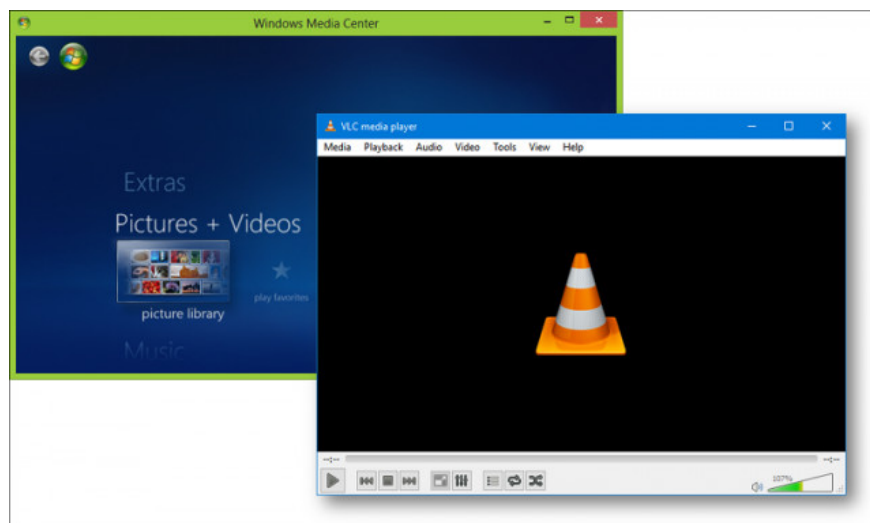 Windows Media Center
Extras
Pictures + Videos
play favorites
picture library
Music
VLC media player
Media Playback Audio Video Tools View Help
--:-- --:--
107%